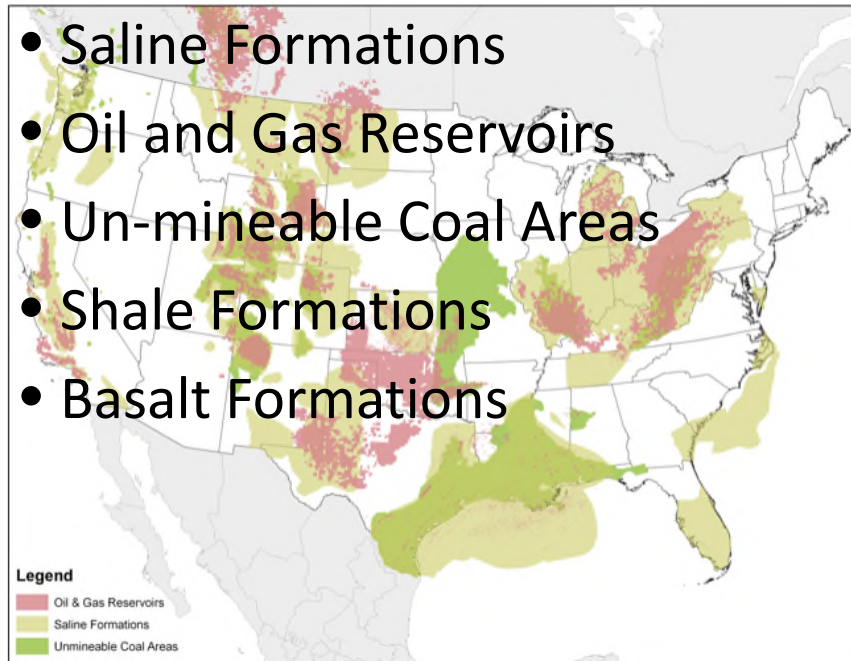 • Saline Formations
• Oil and Gas Reservoirs
• Un-mineable Coal Areas
• Shale Formations
• Basalt Formations
Legend
Oil & Gas Reservoirs
Saline Formations
Unmineable Coal Areas